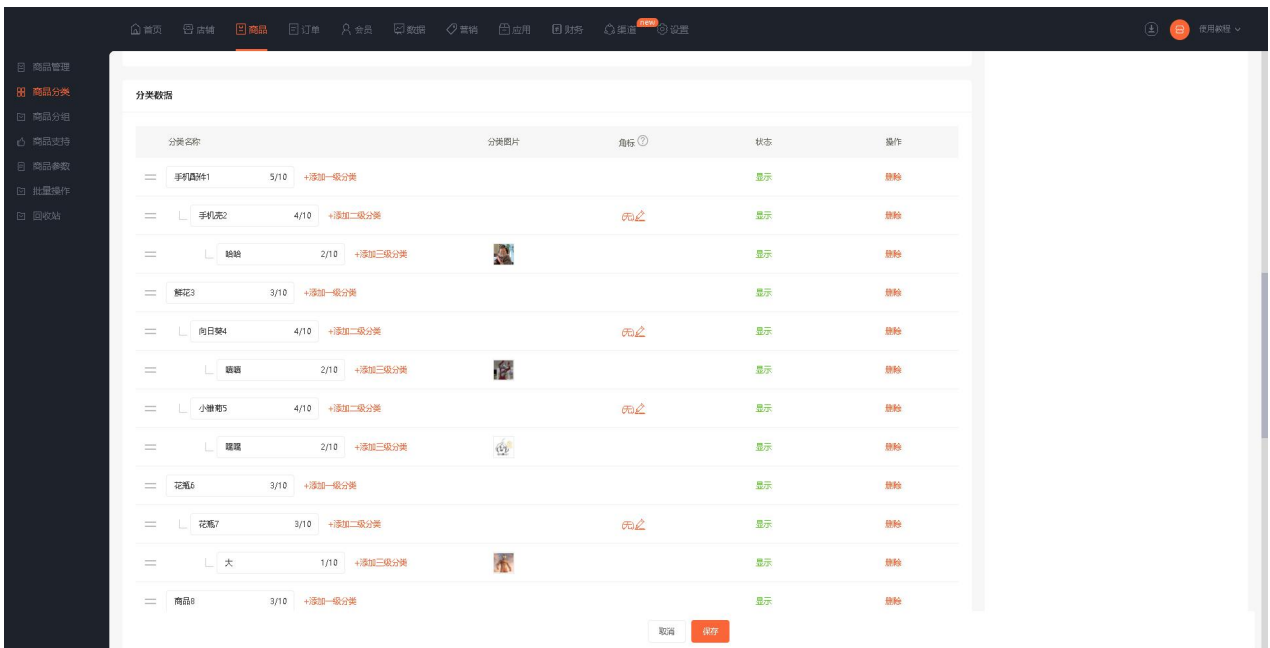 首页 店铺 商品 订单 会员 数据 营销 应用 财务 渠道 new 设置 使用教程
商品管理
商品分类
商品分组
商品支持
商品参数
批量操作
回收站
分类数据
分类名称 分类图片 角标 ? 状态 操作
手机配件1 5/10 +添加一级分类 显示 删除
手机壳2 4/10 +添加二级分类 显示 删除
哈哈 2/10 +添加三级分类 显示 删除
鲜花3 3/10 +添加一级分类 显示 删除
向日葵4 4/10 +添加二级分类 显示 删除
2/10 +添加三级分类 显示 删除
小雏菊5 4/10 +添加二级分类 显示 删除
2/10 +添加三级分类 显示 删除
花瓶6 3/10 +添加一级分类 显示 删除
花瓶7 3/10 +添加二级分类 显示 删除
大 1/10 +添加三级分类 显示 删除
商品8 3/10 +添加一级分类 显示 删除
取消 保存